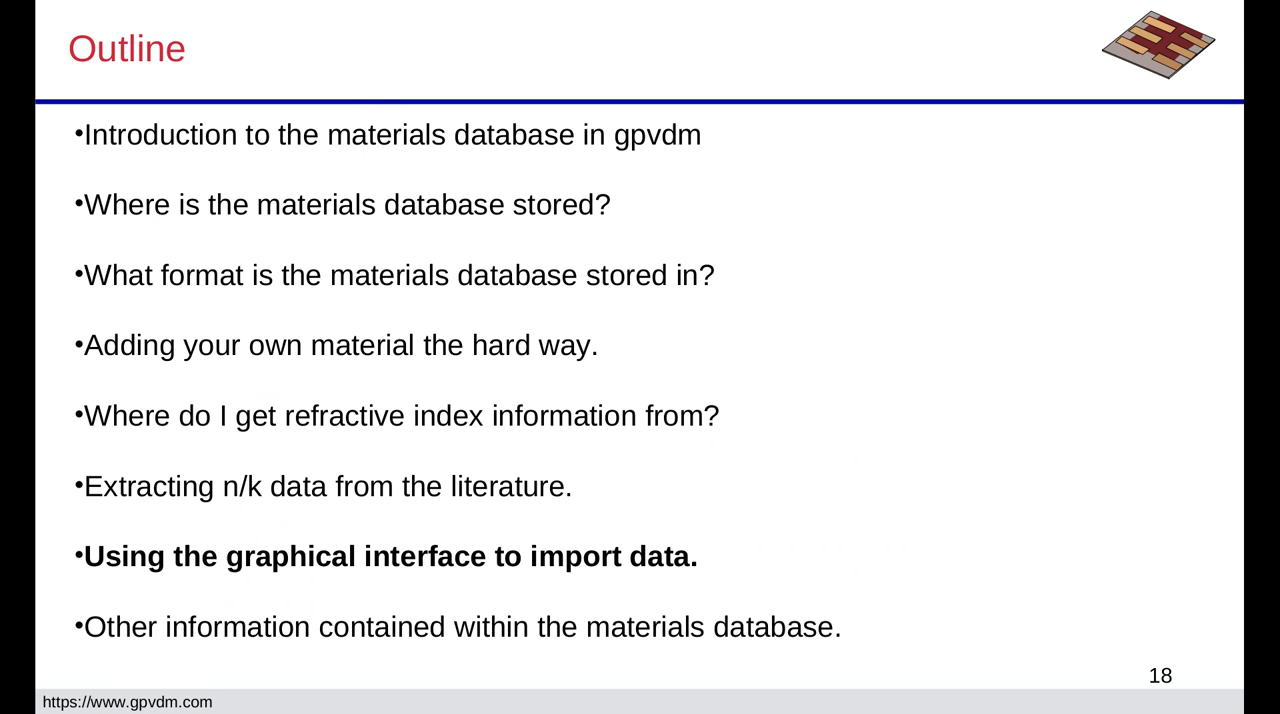 Outline
•Introduction to the materials database in gpvdm
•Where is the materials database stored?
•What format is the materials database stored in?
•Adding your own material the hard way.
•Where do I get refractive index information from?
•Extracting n/k data from the literature.
•Using the graphical interface to import data.
•Other information contained within the materials database.
18
https://www.gpvdm.com